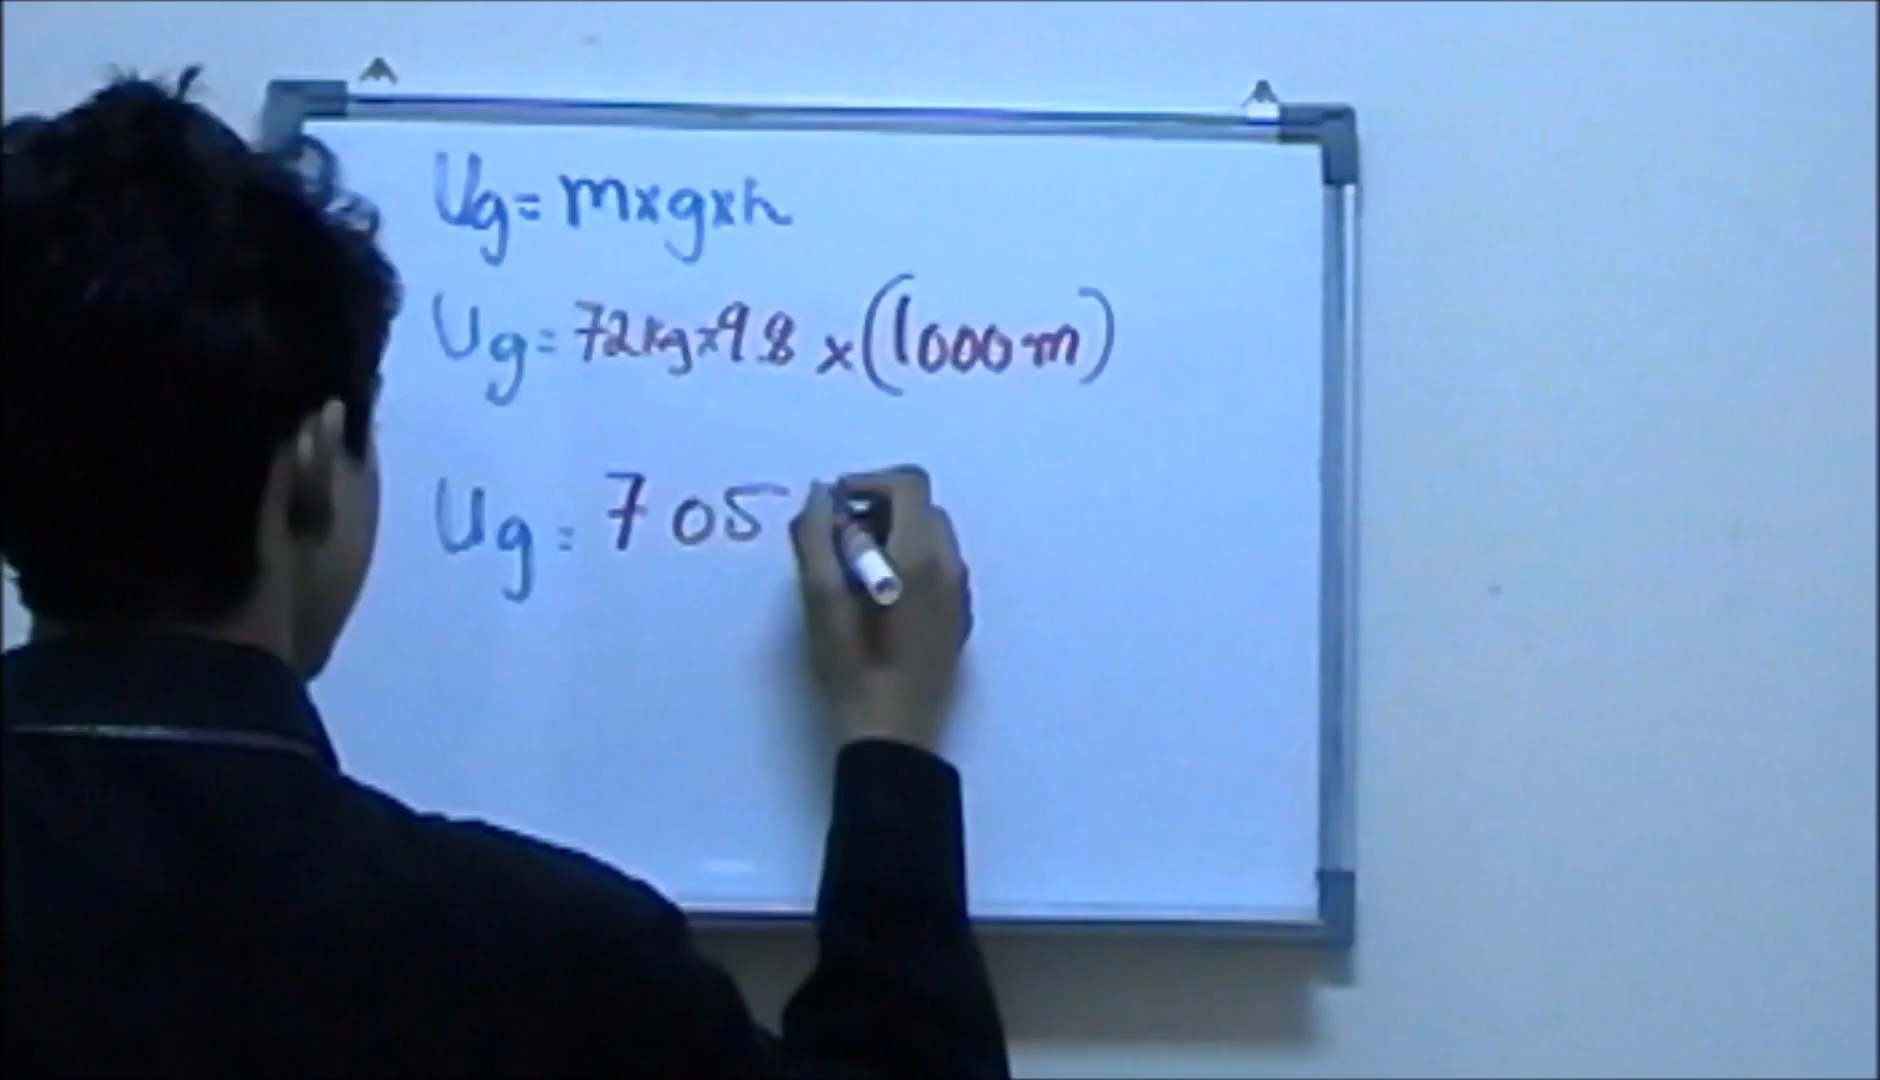 Ug = mxgxh
Ug = 72kgx9.8 x (1000m)
Ug = 705